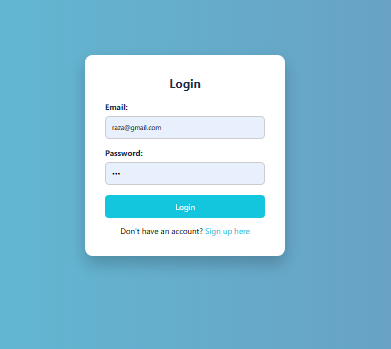 Login
Email:
raza@gmail.com
Password:
•••
Login
Don't have an account? Sign up here